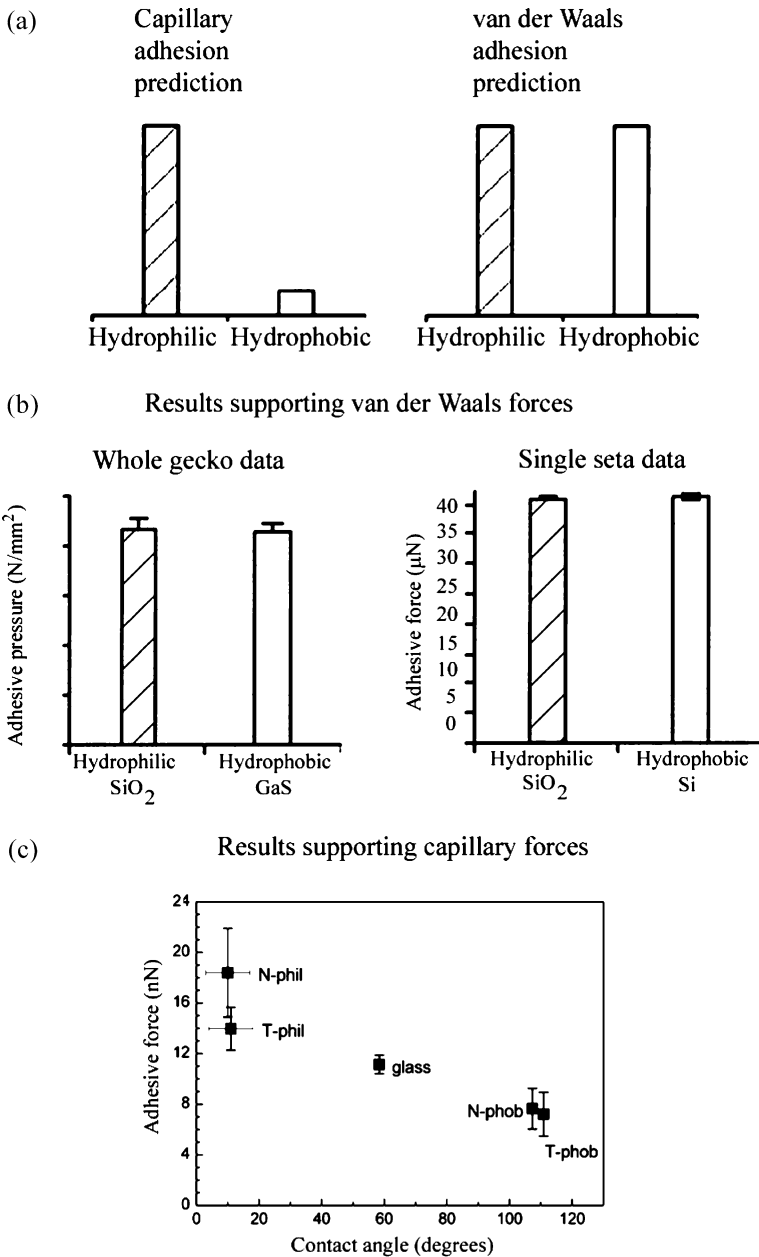 (a)
Capillary
adhesion
prediction
van der Waals
adhesion
prediction
Hydrophilic Hydrophobic
Hydrophilic Hydrophobic
(b)
Results supporting van der Waals forces
Whole gecko data
Adhesive pressure (N/mm²)
Hydrophilic
SiO₂
Hydrophobic
GaS
Single seta data
Adhesive force (μN)
40
35
30
25
20
15
10
5
0
Hydrophilic
SiO₂
Hydrophobic
Si
(c)
Results supporting capillary forces
Adhesive force (nN)
24
20
16
12
8
4
0
N-phil
T-phil
glass
N-phob
T-phob
0 20 40 60 80 100 120
Contact angle (degrees)